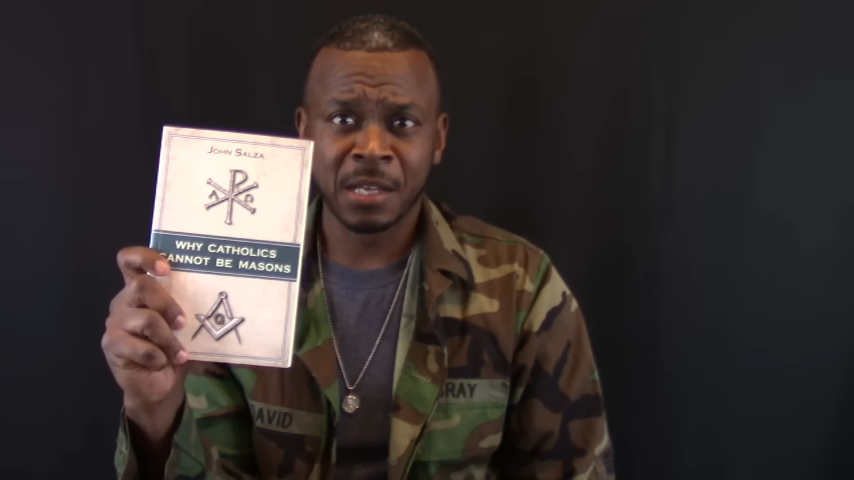 JOHN SALZA
WHY CATHOLICS
CANNOT BE MASONS
G
DAVID
GRAY